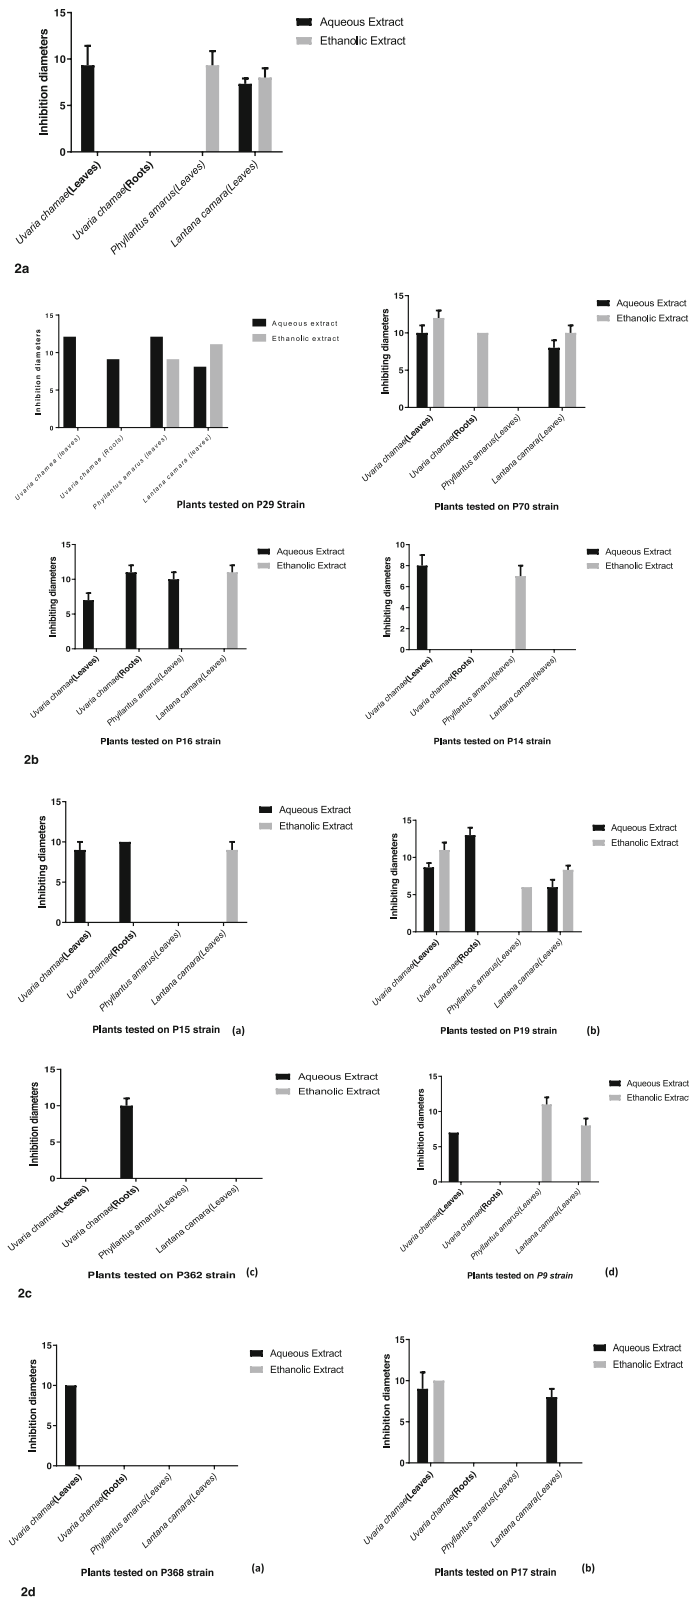 Aqueous Extract
Ethanolic Extract
Inhibition diameters
15
10
5
0
Uvaria chamae(Leaves)
Uvaria chamae(Roots)
Phyllantus amarus(Leaves)
Lantana camara(Leaves)
2a
Aqueous extract
Ethanolic extract
Inhibition diameters
15
10
5
0
Uvaria chamea (leaves)
Uvaria chamae (Roots)
Phyllantus amarus (leaves)
Lantana camara (leaves)
Plants tested on P29 Strain
Aqueous Extract
Ethanolic Extract
Inhibiting diameters
15
10
5
0
Uvaria chamae(Leaves)
Uvaria chamae(Roots)
Phyllantus amarus(Leaves)
Lantana camara(Leaves)
Plants tested on P70 strain
Aqueous Extract
Ethanolic Extract
Inhibiting diameters
15
10
5
0
Uvaria chamae(Leaves)
Uvaria chamae(Roots)
Phyllantus amarus(Leaves)
Lantana camara(Leaves)
Plants tested on P16 strain
Aqueous Extract
Ethanolic Extract
Inhibiting diameters
10
8
6
4
2
0
Uvaria chamae(Leaves)
Uvaria chamae(Roots)
Phyllantus amarus(leaves)
Lantana camara(leaves)
Plants tested on P14 strain
2b
Aqueous Extract
Ethanolic Extract
Inhibiting diameters
15
10
5
0
Uvaria chamae(Leaves)
Uvaria chamae(Roots)
Phyllantus amarus(Leaves)
Lantana camara(Leaves)
Plants tested on P15 strain (a)
Aqueous Extract
Ethanolic Extract
Inhibiting diameters
15
10
5
0
Uvaria chamae(Leaves)
Uvaria chamae(Roots)
Phyllantus amarus(Leaves)
Lantana camara(Leaves)
Plants tested on P19 strain (b)
Aqueous Extract
Ethanolic Extract
Inhibition diameters
15
10
5
0
Uvaria chamae(Leaves)
Uvaria chamae(Roots)
Phyllantus amarus(Leaves)
Lantana camara(Leaves)
Plants tested on P362 strain (c)
Aqueous Extract
Ethanolic Extract
Inhibition diameters
15
10
5
0
Uvaria chamae(Leaves)
Uvaria chamae(Roots)
Phyllantus amarus(Leaves)
Lantana camara(Leaves)
Plants tested on P9 strain (d)
2c
Aqueous Extract
Ethanolic Extract
Inhibition diameters
15
10
5
0
Uvaria chamae(Leaves)
Uvaria chamae(Roots)
Phyllantus amarus(Leaves)
Lantana camara(Leaves)
Plants tested on P368 strain (a)
Aqueous Extract
Ethanolic Extract
Inhibition diameters
15
10
5
0
Uvaria chamae(Leaves)
Uvaria chamae(Roots)
Phyllantus amarus(Leaves)
Lantana camara(Leaves)
Plants tested on P17 strain (b)
2d